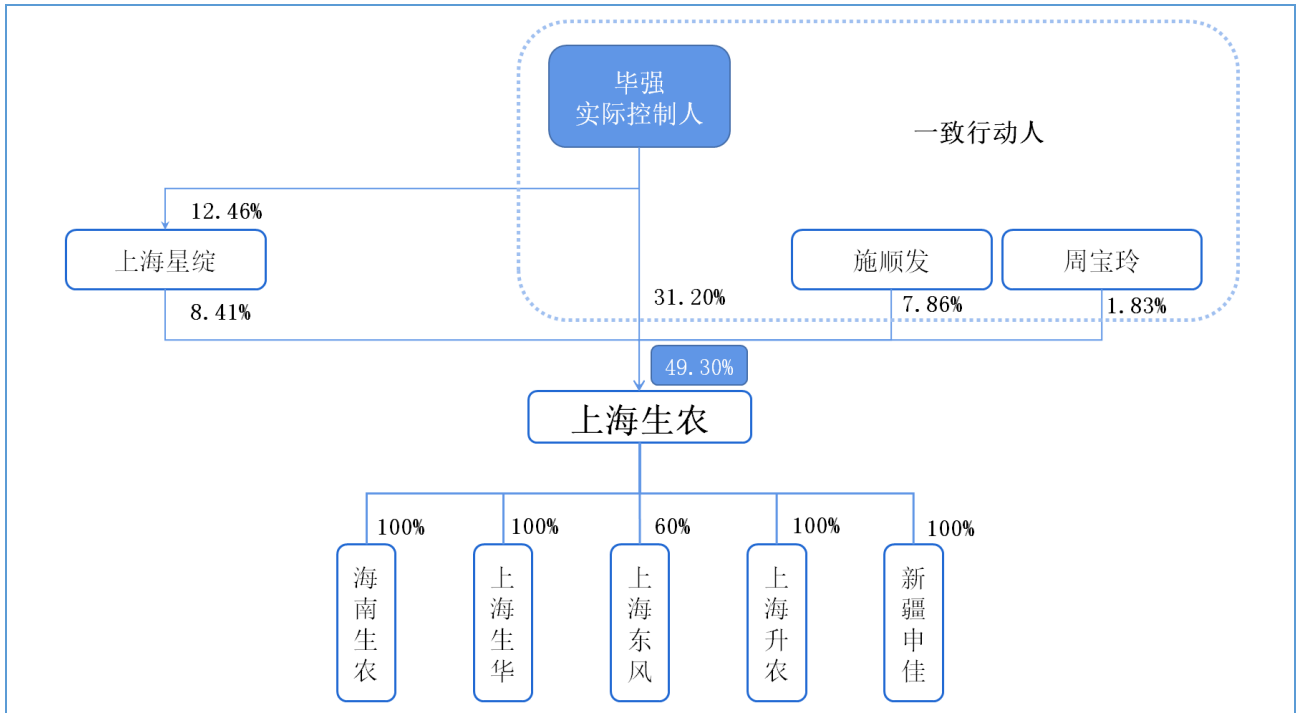 毕强
实际控制人
一致行动人
12.46%
上海星绽
施顺发
周宝玲
8.41%
31.20%
7.86%
1.83%
49.30%
上海生农
100%
100%
60%
100%
100%
海南生农
上海生华
上海东风
上海升农
新疆申佳